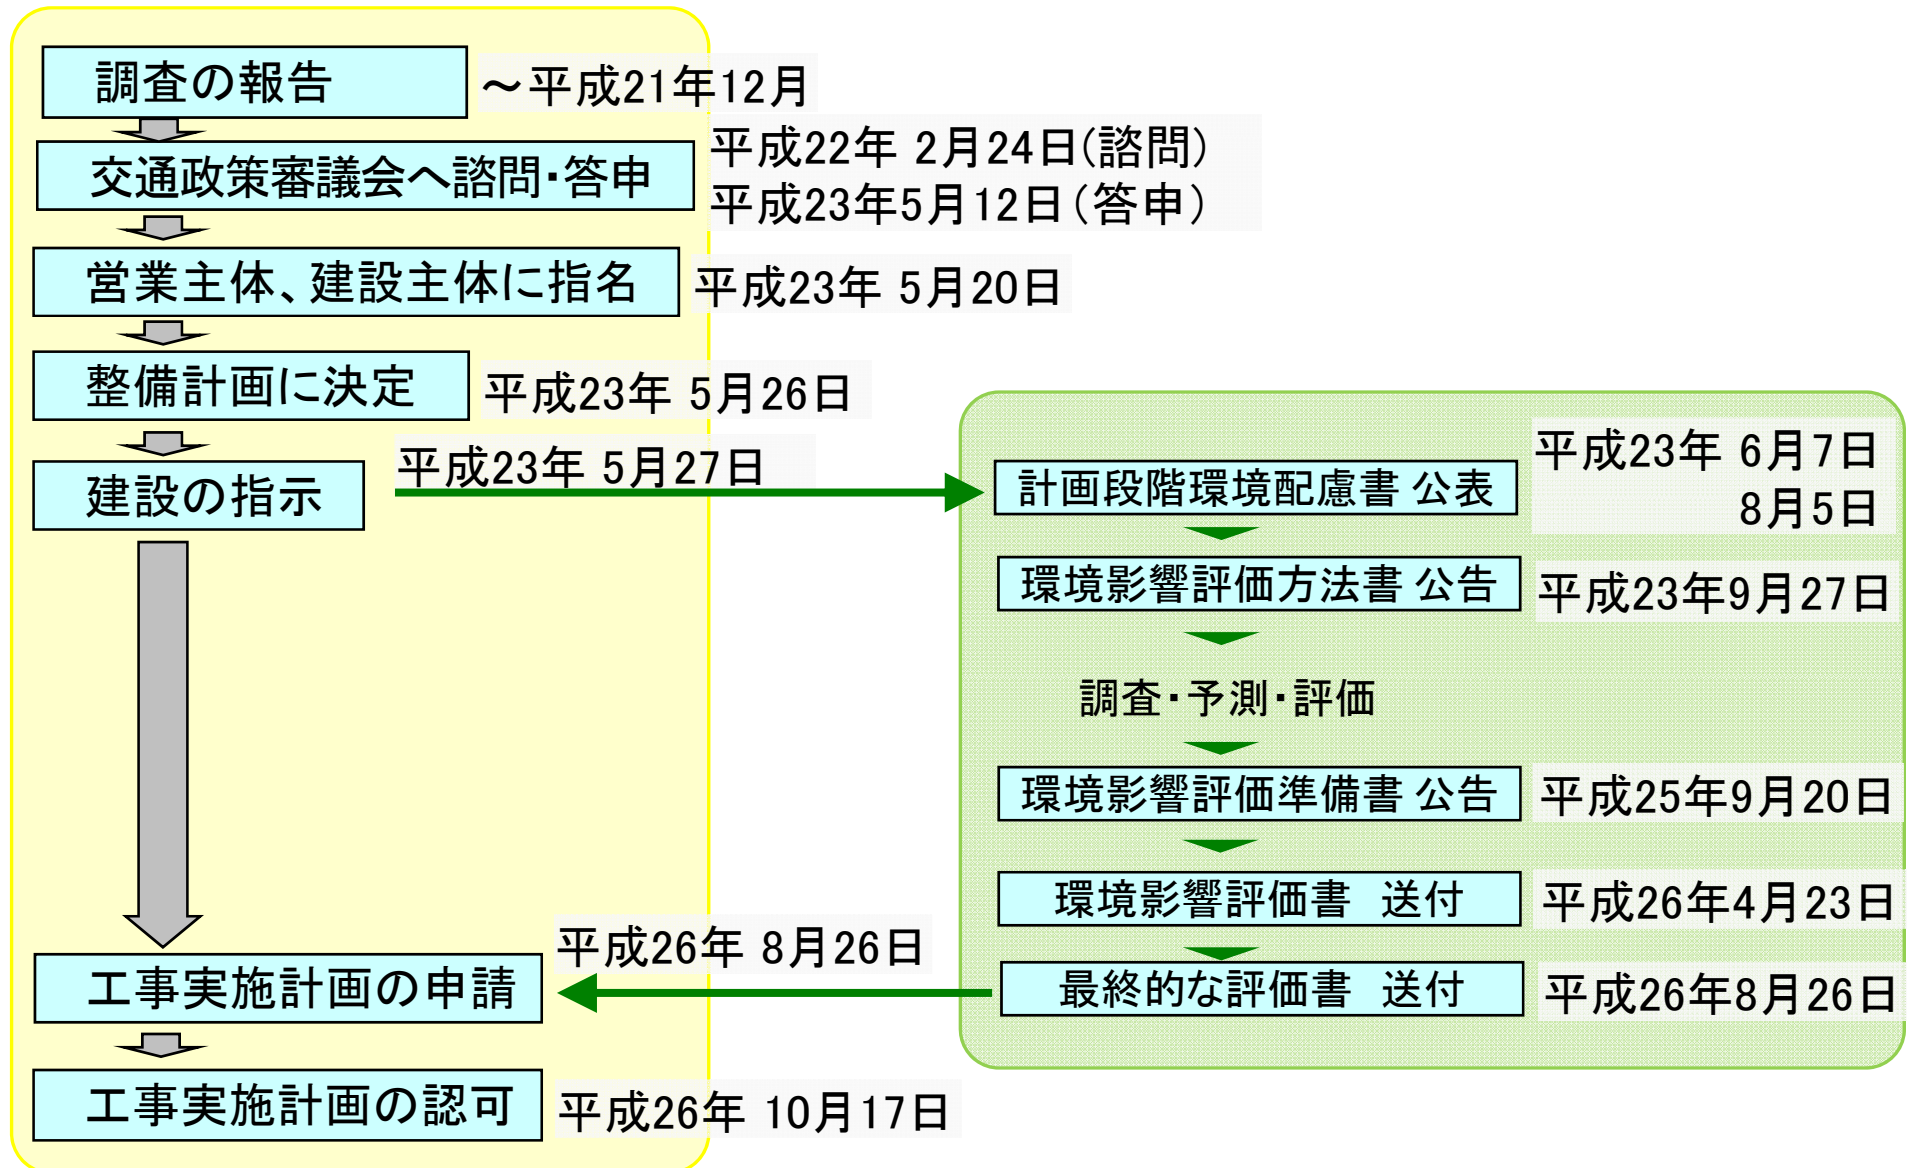 調査の報告
～平成21年12月
交通政策審議会へ諮問・答申
平成22年 2月24日(諮問)
平成23年5月12日(答申)
営業主体、建設主体に指名
平成23年 5月20日
整備計画に決定
平成23年 5月26日
建設の指示
平成23年 5月27日
計画段階環境配慮書 公表
平成23年 6月7日
8月5日
環境影響評価方法書 公告
平成23年9月27日
調査・予測・評価
環境影響評価準備書 公告
平成25年9月20日
環境影響評価書 送付
平成26年4月23日
最終的な評価書 送付
平成26年8月26日
平成26年 8月26日
工事実施計画の申請
工事実施計画の認可
平成26年 10月17日